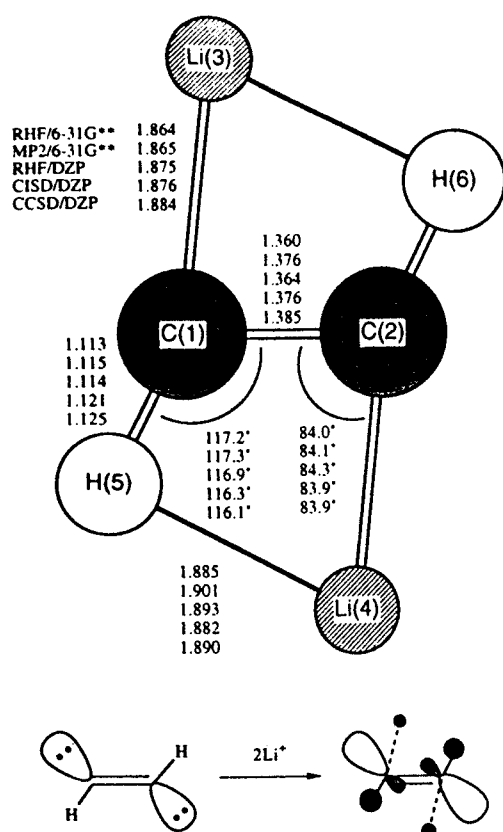 Li(3)
RHF/6-31G** 1.864
MP2/6-31G** 1.865
RHF/DZP 1.875
CISD/DZP 1.876
CCSD/DZP 1.884
H(6)
1.360
1.376
1.364
1.376
1.385
C(1)
C(2)
1.113
1.115
1.114
1.121
1.125
117.2°
117.3°
116.9°
116.3°
116.1°
84.0°
84.1°
84.3°
83.9°
83.9°
H(5)
1.885
1.901
1.893
1.882
1.890
Li(4)
H
H
2Li⁺